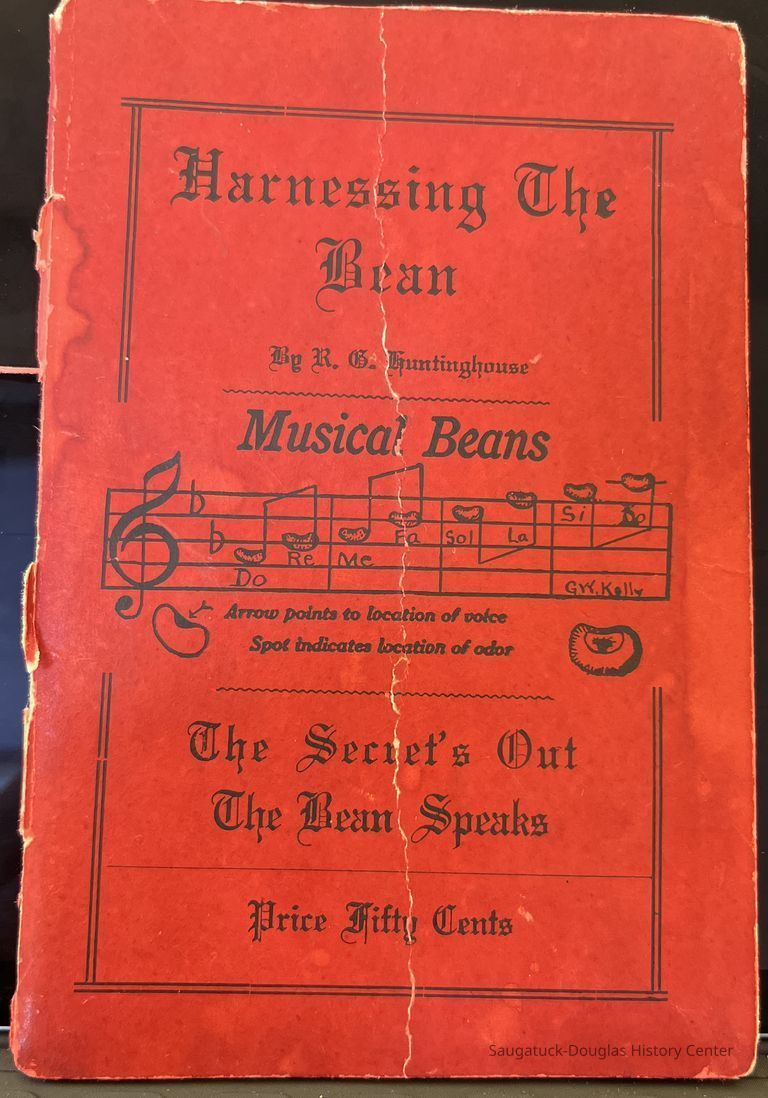 Harnessing The
Bean
By R. G. Huntinghouse
Musical Beans
Do Re Me Fa Sol La Si Do
G.W. Kelly
Arrow points to location of voice
Spot indicates location of odor
The Secret's Out
The Bean Speaks
Price Fifty Cents
Saugatuck-Douglas History Center